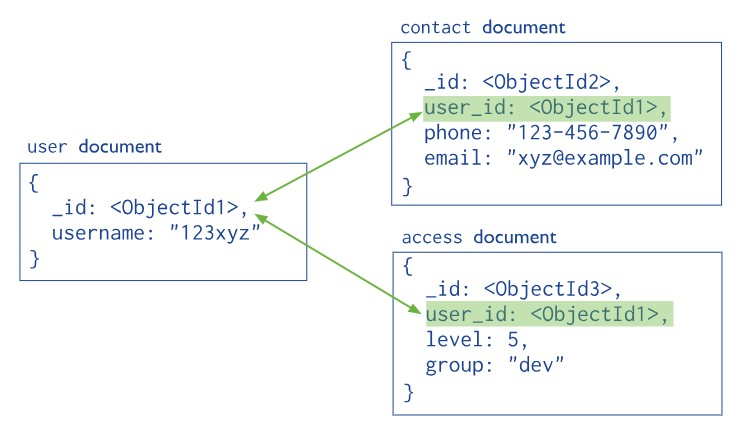 user document
{
_id: <ObjectId1>,
username: "123xyz"
}
contact document
{
_id: <ObjectId2>,
user_id: <ObjectId1>,
phone: "123-456-7890",
email: "xyz@example.com"
}
access document
{
_id: <ObjectId3>,
user_id: <ObjectId1>,
level: 5,
group: "dev"
}